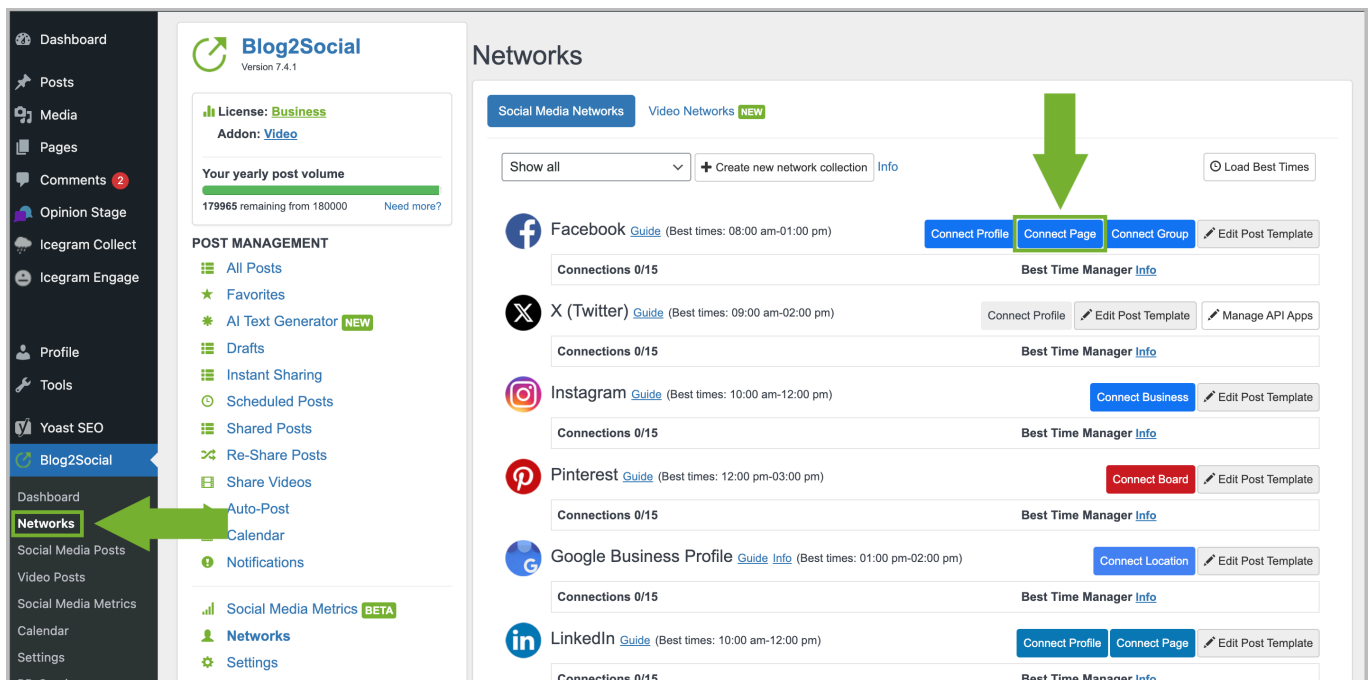 Dashboard
Posts
Media
Pages
Comments 2
Opinion Stage
Icegram Collect
Icegram Engage
Profile
Tools
Yoast SEO
Blog2Social
Dashboard
Networks
Social Media Posts
Video Posts
Social Media Metrics
Calendar
Settings
Blog2Social
Version 7.4.1
License: Business
Addon: Video
Your yearly post volume
179965 remaining from 180000 Need more?
POST MANAGEMENT
All Posts
Favorites
AI Text Generator NEW
Drafts
Instant Sharing
Scheduled Posts
Shared Posts
Re-Share Posts
Share Videos
Auto-Post
Calendar
Notifications
Social Media Metrics BETA
Networks
Settings
Networks
Social Media Networks Video Networks NEW
Show all + Create new network collection Info Load Best Times
Facebook Guide (Best times: 08:00 am-01:00 pm) Connect Profile Connect Page Connect Group Edit Post Template
Connections 0/15 Best Time Manager Info
X (Twitter) Guide (Best times: 09:00 am-02:00 pm) Connect Profile Edit Post Template Manage API Apps
Connections 0/15 Best Time Manager Info
Instagram Guide (Best times: 10:00 am-12:00 pm) Connect Business Edit Post Template
Connections 0/15 Best Time Manager Info
Pinterest Guide (Best times: 12:00 pm-03:00 pm) Connect Board Edit Post Template
Connections 0/15 Best Time Manager Info
Google Business Profile Guide Info (Best times: 01:00 pm-02:00 pm) Connect Location Edit Post Template
Connections 0/15 Best Time Manager Info
LinkedIn Guide (Best times: 10:00 am-12:00 pm) Connect Profile Connect Page Edit Post Template
Connections 0/15 Best Time Manager Info